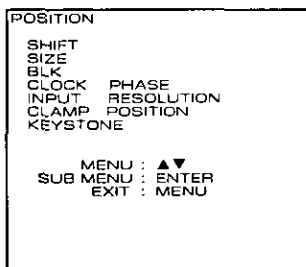 POSITION
SHIFT
SIZE
BLK
CLOCK PHASE
INPUT RESOLUTION
CLAMP POSITION
KEYSTONE
MENU : ▲▼
SUB MENU : ENTER
EXIT : MENU